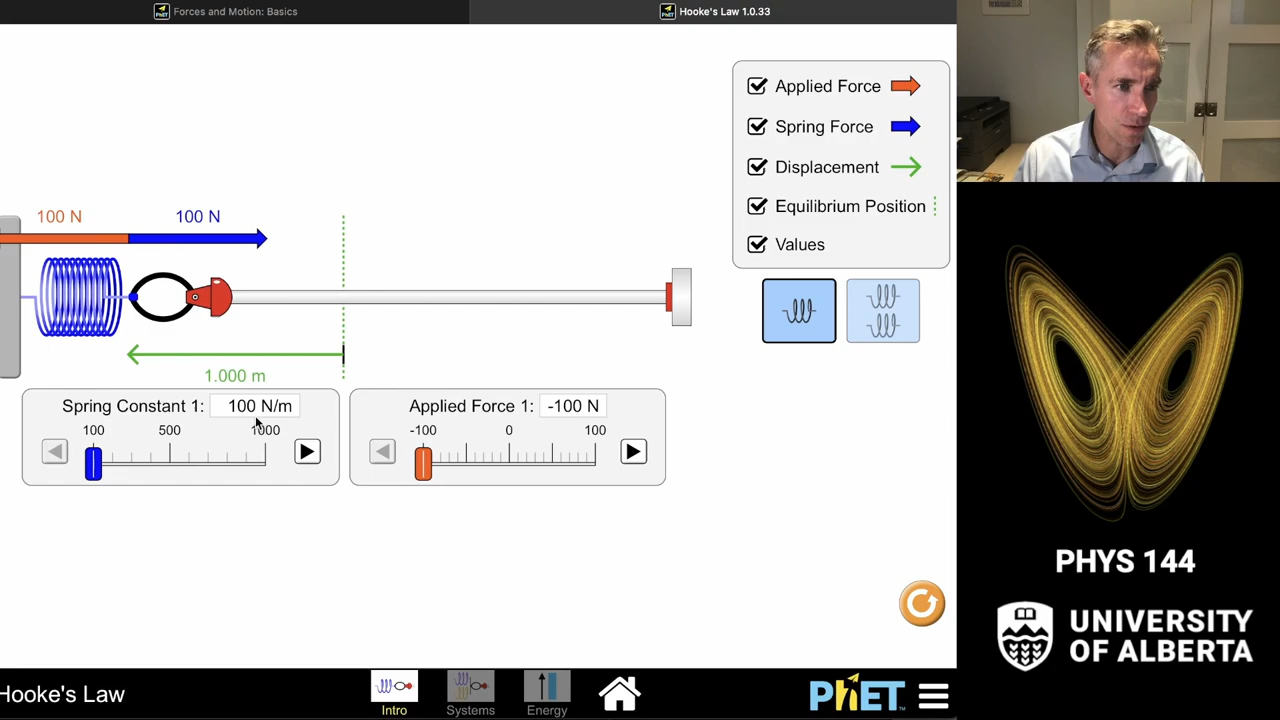 Forces and Motion: Basics
Hooke's Law 1.0.33
Applied Force
Spring Force
Displacement
Equilibrium Position
Values
100 N
100 N
1.000 m
Spring Constant 1: 100 N/m
100 500 1000
Applied Force 1: -100 N
-100 0 100
PHYS 144
UNIVERSITY
OF ALBERTA
Hooke's Law
Intro
Systems
Energy
PhET